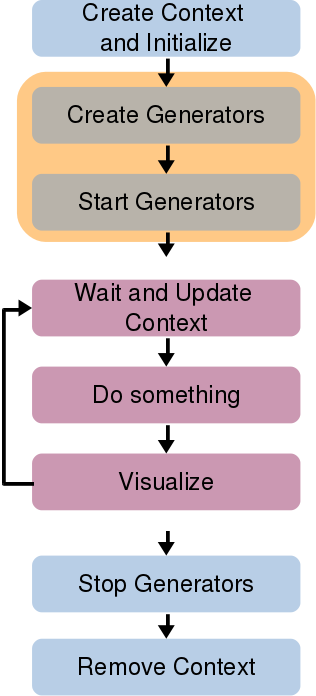 Create Context
and Initialize
Create Generators
Start Generators
Wait and Update
Context
Do something
Visualize
Stop Generators
Remove Context